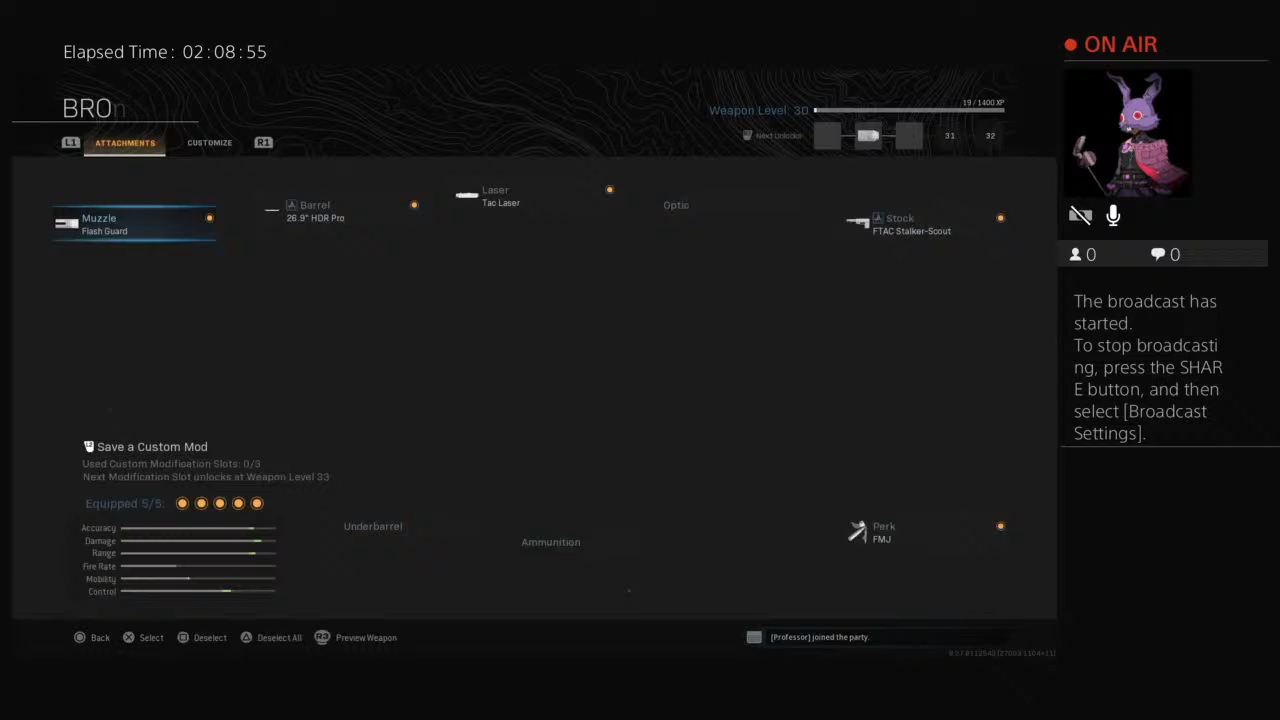 Elapsed Time: 02:08:55
ON AIR
BROn
Weapon Level: 30
19 / 1400 XP
L1 ATTACHMENTS CUSTOMIZE R1
Next Unlocks
31 32
Muzzle
Flash Guard
Barrel
26.9" HDR Pro
Laser
Tac Laser
Optic
Stock
FTAC Stalker-Scout
0 0
The broadcast has
started.
To stop broadcasti
ng, press the SHAR
E button, and then
select [Broadcast
Settings].
L2 Save a Custom Mod
Used Custom Modification Slots: 0/3
Next Modification Slot unlocks at Weapon Level 33
Equipped 5/5:
Accuracy
Damage
Range
Fire Rate
Mobility
Control
Underbarrel
Ammunition
Perk
FMJ
Back Select Deselect Deselect All R3 Preview Weapon
[Professor] joined the party.